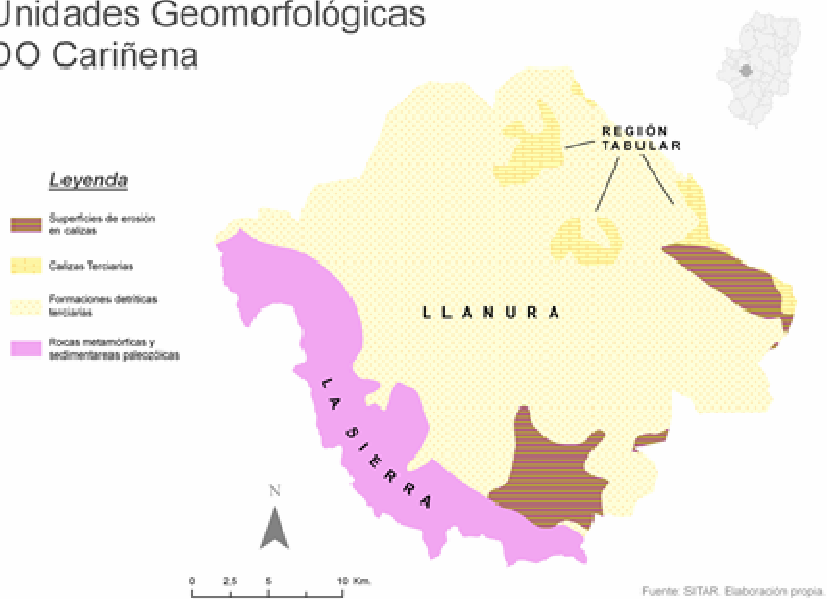 Unidades Geomorfológicas
DO Cariñena
REGIÓN
TABULAR
Leyenda
Superficies de erosión
en calizas
Calizas Terciarias
Formaciones detríticas
terciarias
Rocas metamórficas y
sedimentareas paleozóicas
LLANURA
LA SIERRA
N
0 2,5 5 10 Km.
Fuente: SITAR. Elaboración propia.